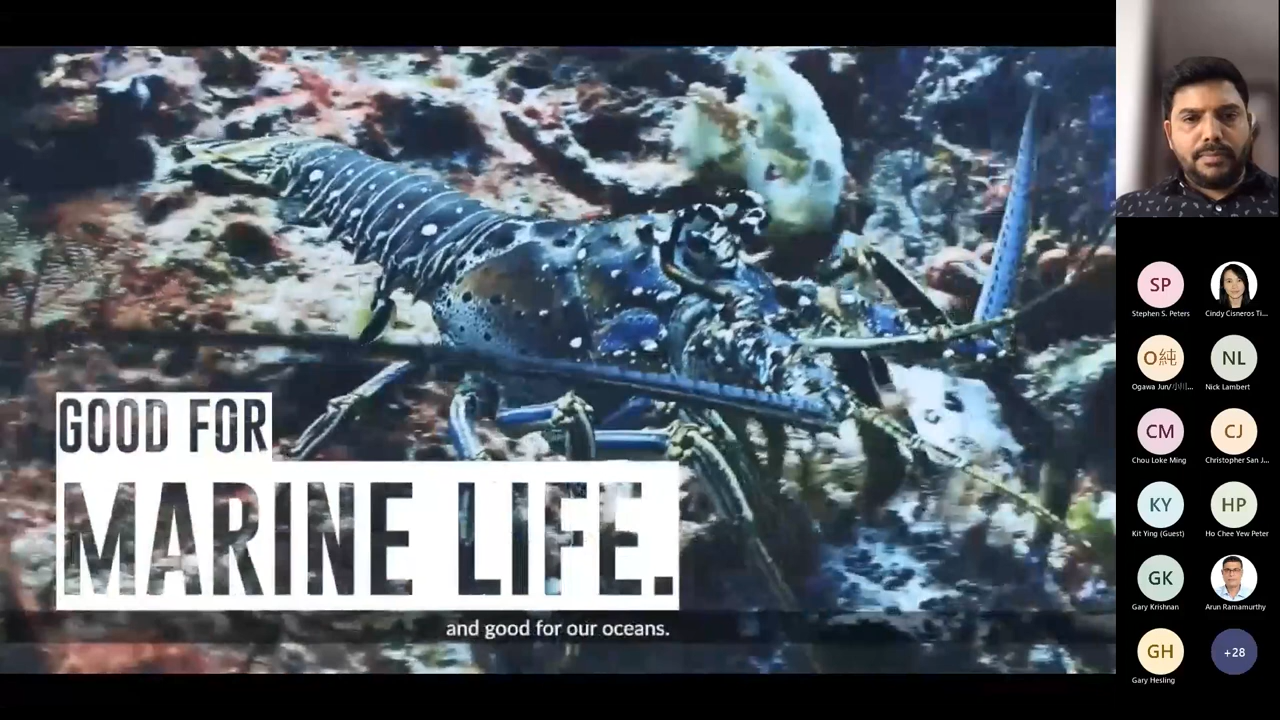 GOOD FOR
MARINE LIFE.
and good for our oceans.
SP
Stephen S. Peters
Cindy Cisneros Ti...
O純
Ogawa Jun/小川...
NL
Nick Lambert
CM
Chou Loke Ming
CJ
Christopher San J...
KY
Kit Ying (Guest)
HP
Ho Chee Yew Peter
GK
Gary Krishnan
Arun Ramamurthy
GH
Gary Hesling
+28